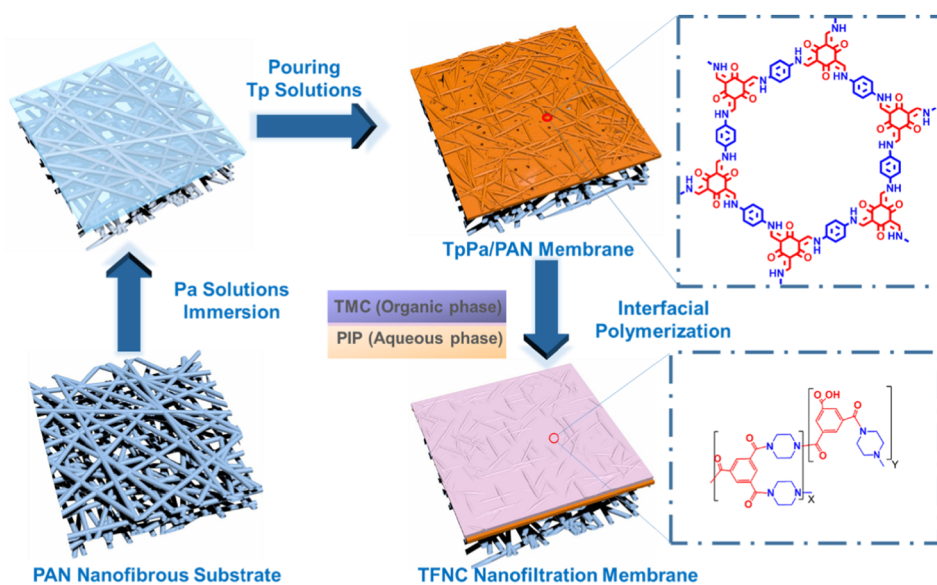 Pouring
Tp Solutions
TpPa/PAN Membrane
Pa Solutions
Immersion
TMC (Organic phase)
PIP (Aqueous phase)
Interfacial
Polymerization
PAN Nanofibrous Substrate
TFNC Nanofiltration Membrane